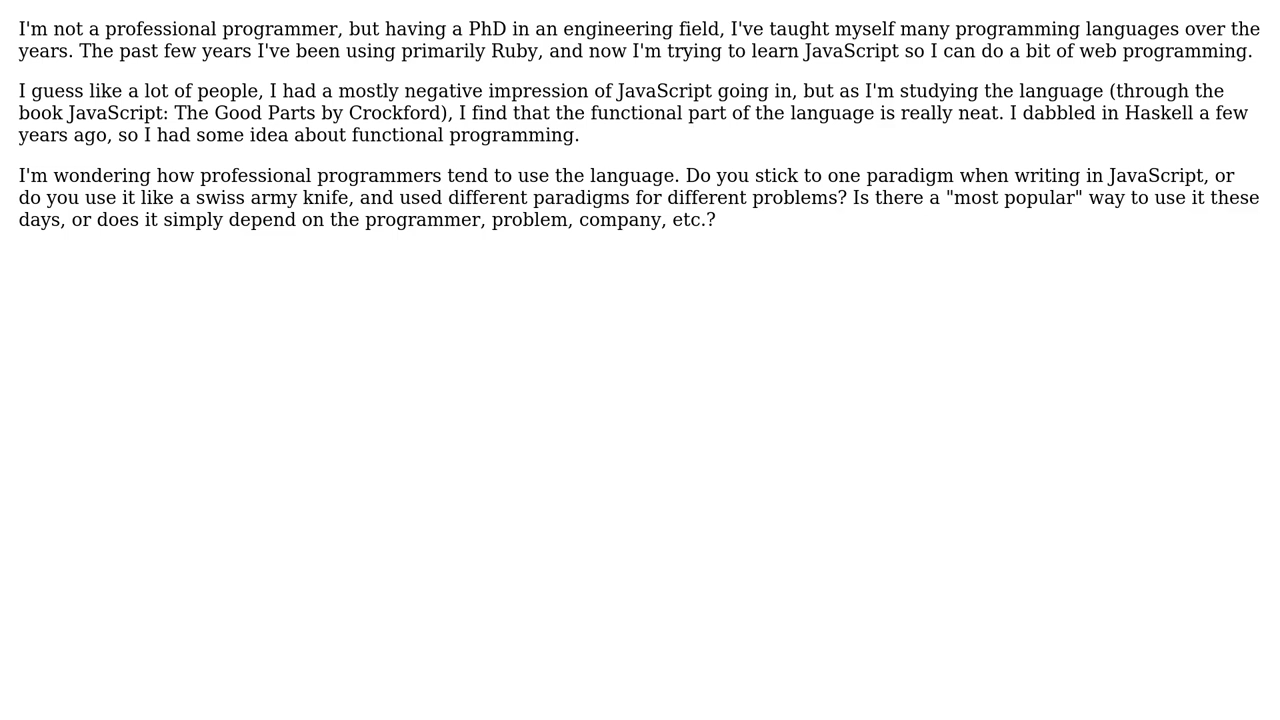 I'm not a professional programmer, but having a PhD in an engineering field, I've taught myself many programming languages over the
years. The past few years I've been using primarily Ruby, and now I'm trying to learn JavaScript so I can do a bit of web programming.
I guess like a lot of people, I had a mostly negative impression of JavaScript going in, but as I'm studying the language (through the
book JavaScript: The Good Parts by Crockford), I find that the functional part of the language is really neat. I dabbled in Haskell a few
years ago, so I had some idea about functional programming.
I'm wondering how professional programmers tend to use the language. Do you stick to one paradigm when writing in JavaScript, or
do you use it like a swiss army knife, and used different paradigms for different problems? Is there a "most popular" way to use it these
days, or does it simply depend on the programmer, problem, company, etc.?